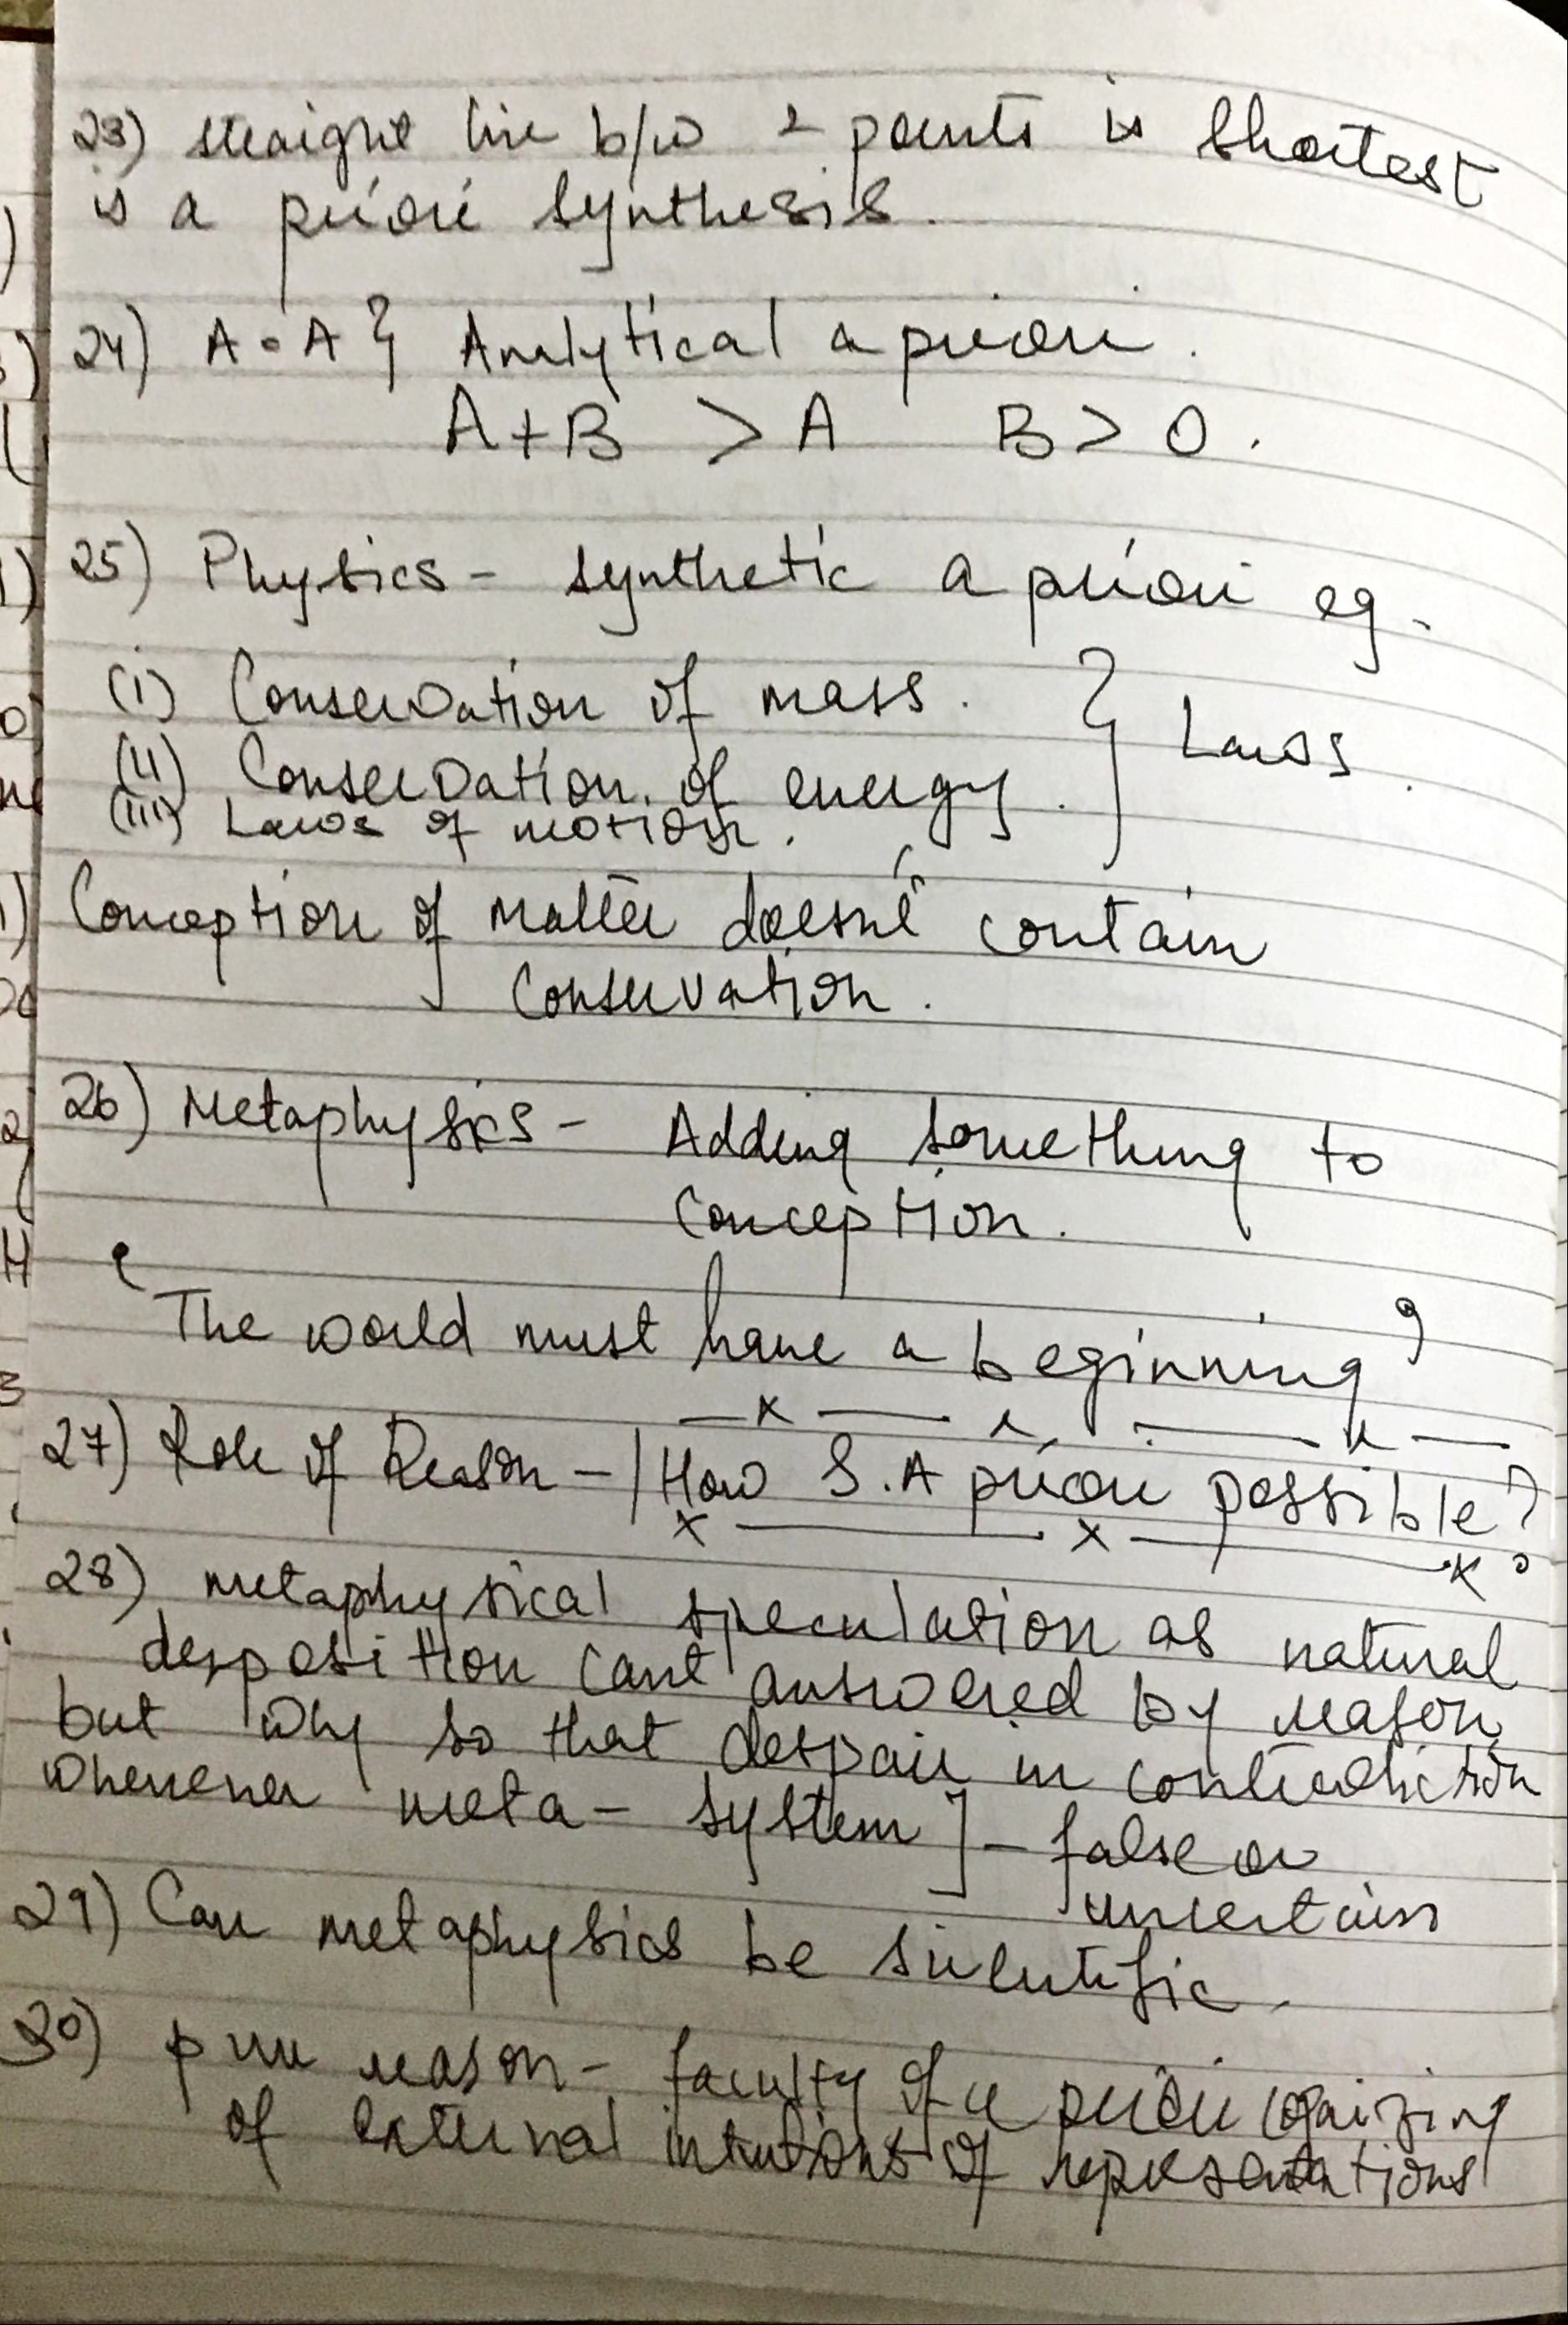 23) straight line b/w 2 points is shortest
is a priori synthesis.
24) A = A } Analytical a priori.
A+B > A B > 0.
25) Physics - synthetic a priori eg.
(i) Conservation of mass.
(ii) Conservation of energy. } Laws.
(iii) Laws of motion.
Conception of matter doesn't contain
conservation.
26) Metaphysics - Adding something to
conception.
'The world must have a beginning'
27) Role of Reason - | How S.A priori possible?
28) metaphysical speculation as natural
desposition cant answered by reason,
but why so that despair in contradiction
whenever meta - system ] - false or
uncertain
29) Can metaphysics be scientific.
30) pure reason - faculty of a priori
of external intutions of representations